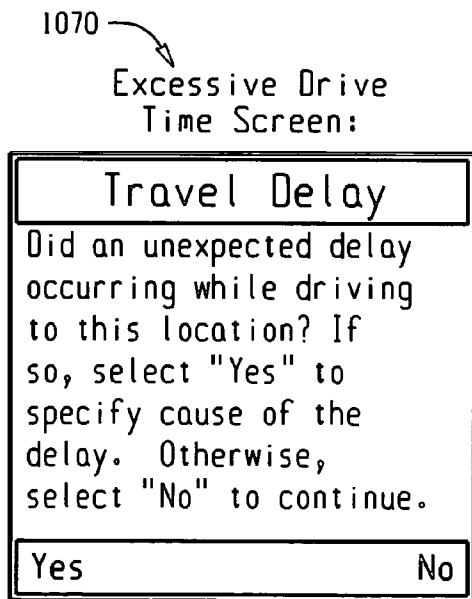 1070
Excessive Drive
Time Screen:
Travel Delay
Did an unexpected delay
occurring while driving
to this location? If
so, select "Yes" to
specify cause of the
delay. Otherwise,
select "No" to continue.
Yes No